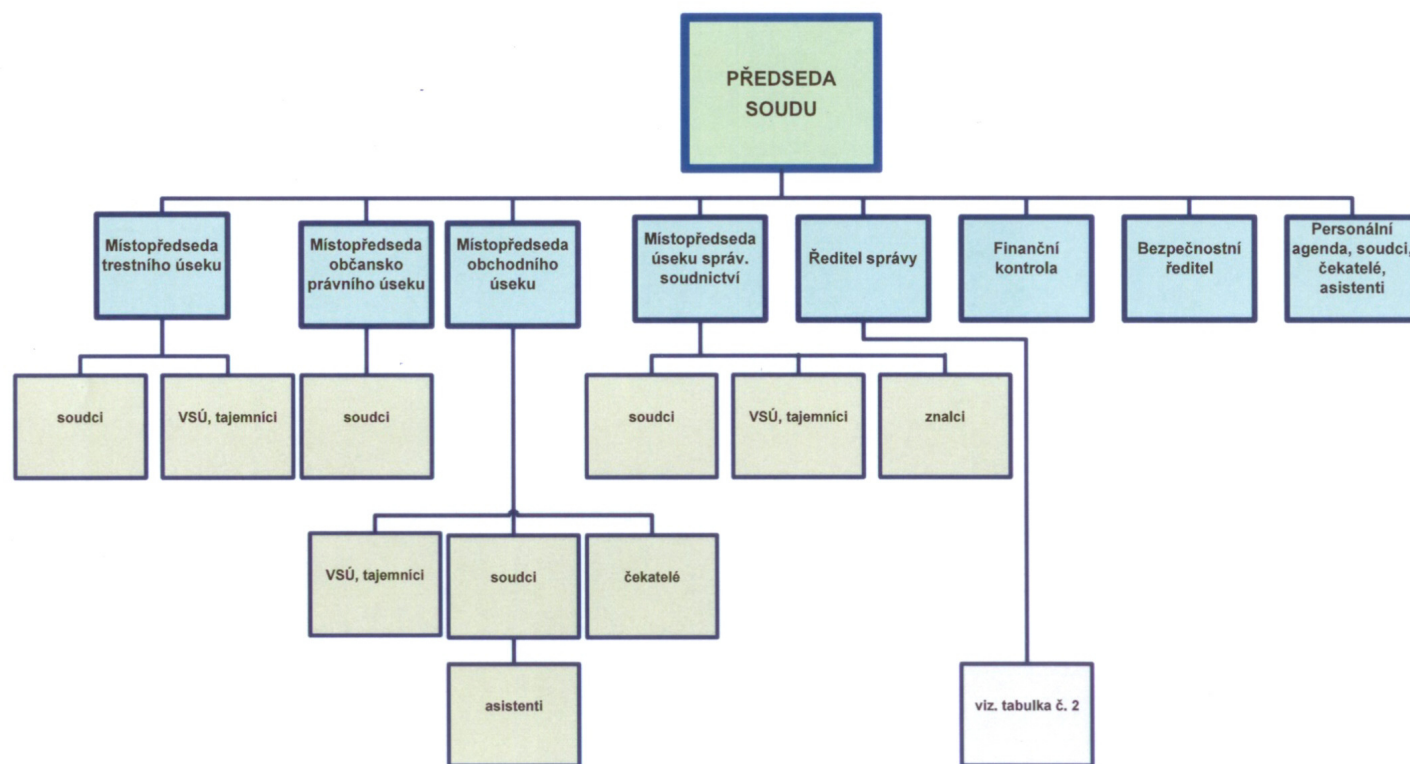 PŘEDSEDA
SOUDU
Místopředseda
trestního úseku
Místopředseda
občansko
právního úseku
Místopředseda
obchodního
úseku
Místopředseda
úseku správ.
soudnictví
Ředitel správy
Finanční
kontrola
Bezpečnostní
ředitel
Personální
agenda, soudci,
čekatelé,
asistenti
soudci
VSÚ, tajemníci
soudci
soudci
VSÚ, tajemníci
znalci
VSÚ, tajemníci
soudci
čekatelé
asistenti
viz. tabulka č. 2